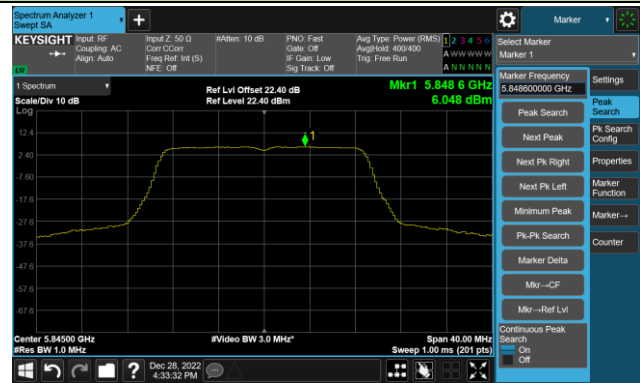 Spectrum Analyzer 1
Swept SA
Marker
KEYSIGHT
Input: RF
Coupling: AC
Align: Auto
Input Z: 50 Ω
Corr CCorr
Freq Ref: Int (S)
NFE: Off
#Atten: 10 dB
PNO: Fast
Gate: Off
IF Gain: Low
Sig Track: Off
Avg Type: Power (RMS)
Avg|Hold: 400/400
Trig: Free Run
1 2 3 4 5 6
A W W W W W
A N N N N N
Select Marker
Marker 1
1 Spectrum
Scale/Div 10 dB
Log
Ref Lvl Offset 22.40 dB
Ref Level 22.40 dBm
Mkr1 5.848 6 GHz
6.048 dBm
1
12.4
2.40
-7.60
-17.6
-27.6
-37.6
-47.6
-57.6
-67.6
Center 5.84500 GHz
#Res BW 1.0 MHz
#Video BW 3.0 MHz*
Span 40.00 MHz
Sweep 1.00 ms (201 pts)
Marker Frequency
5.848600000 GHz
Peak Search
Next Peak
Next Pk Right
Next Pk Left
Minimum Peak
Pk-Pk Search
Marker Delta
Mkr→CF
Mkr→Ref Lvl
Continuous Peak
Search
On
Off
Settings
Peak
Search
Pk Search
Config
Properties
Marker
Function
Marker→
Counter
Dec 28, 2022
4:33:32 PM